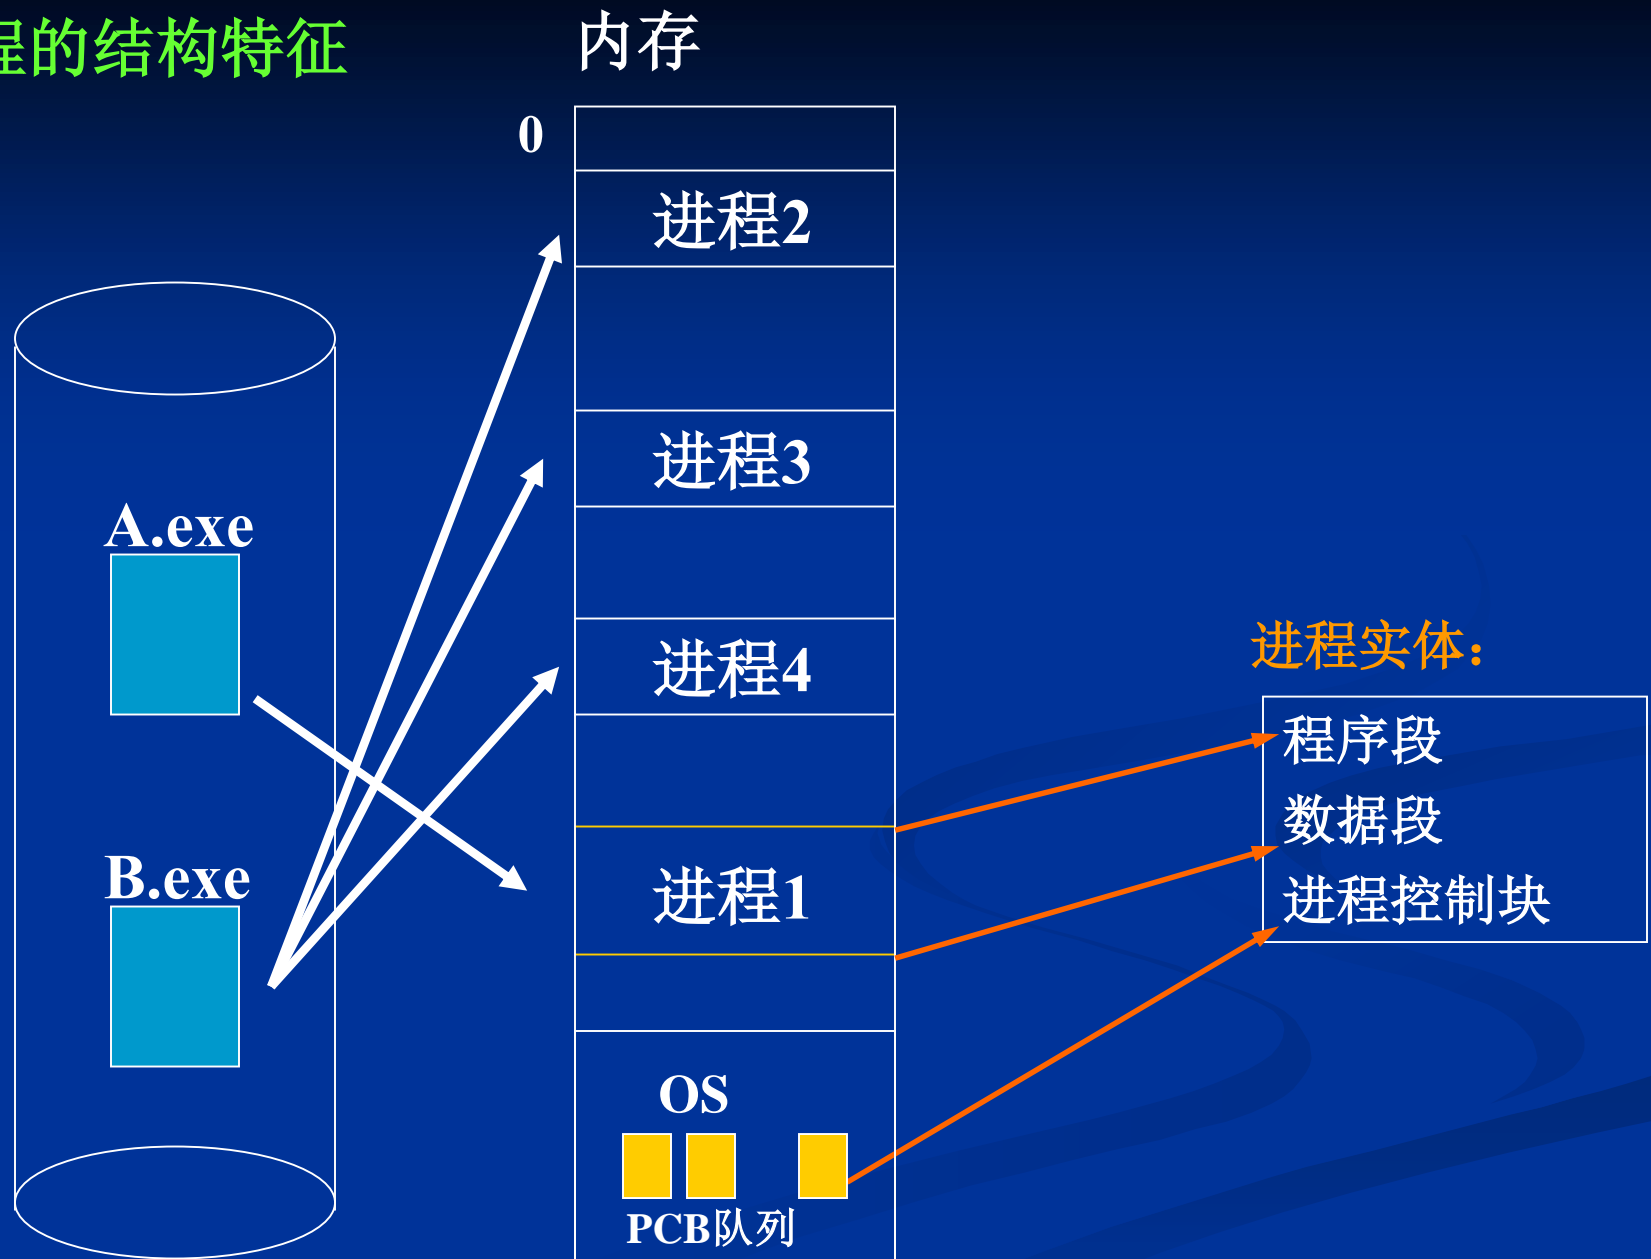 程的结构特征
内存
0
进程2
进程3
A.exe
进程4
进程实体：
程序段
数据段
B.exe
进程1
进程控制块
OS
PCB队列